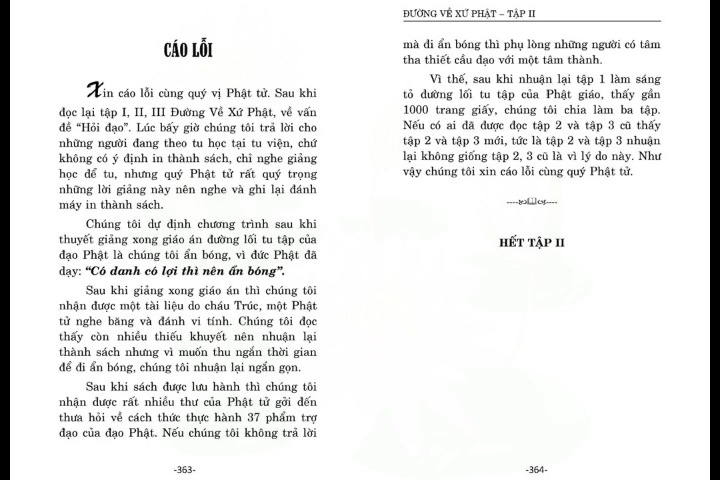 CÁO LỖI
Xin cáo lỗi cùng quý vị Phật tử. Sau khi
đọc lại tập I, II, III Đường Về Xứ Phật, về vấn
đề “Hỏi đạo”. Lúc bấy giờ chúng tôi trả lời cho
những người đang theo tu học tại tu viện, chứ
không có ý định in thành sách, chỉ nghe giảng
học để tu, nhưng quý Phật tử rất quý trọng
những lời giảng này nên nghe và ghi lại đánh
máy in thành sách.
Chúng tôi dự định chương trình sau khi
thuyết giảng xong giáo án đường lối tu tập của
đạo Phật là chúng tôi ẩn bóng, vì đức Phật đã
dạy: “Có danh có lợi thì nên ẩn bóng”.
Sau khi giảng xong giáo án thì chúng tôi
nhận được một tài liệu do cháu Trúc, một Phật
tử nghe băng và đánh vi tính. Chúng tôi đọc
thấy còn nhiều thiếu khuyết nên nhuận lại
thành sách nhưng vì muốn thu ngắn thời gian
để đi ẩn bóng, chúng tôi nhuận lại ngắn gọn.
Sau khi sách được lưu hành thì chúng tôi
nhận được rất nhiều thư của Phật tử gởi đến
thưa hỏi về cách thức thực hành 37 phẩm trợ
đạo của đạo Phật. Nếu chúng tôi không trả lời
-363-
ĐƯỜNG VỀ XỨ PHẬT – TẬP II
mà đi ẩn bóng thì phụ lòng những người có tâm
tha thiết cầu đạo với một tâm thành.
Vì thế, sau khi nhuận lại tập 1 làm sáng
tỏ đường lối tu tập của Phật giáo, thấy gần
1000 trang giấy, chúng tôi chia làm ba tập.
Nếu có ai đã được đọc tập 2 và tập 3 cũ thấy
tập 2 và tập 3 mới, tức là tập 2 và tập 3 nhuận
lại không giống tập 2, 3 cũ là vì lý do này. Như
vậy chúng tôi xin cáo lỗi cùng quý Phật tử.
HẾT TẬP II
-364-